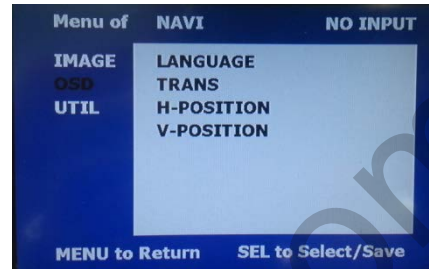 Menu of NAVI NO INPUT
IMAGE LANGUAGE
OSD TRANS
UTIL H-POSITION
V-POSITION
MENU to Return SEL to Select/Save